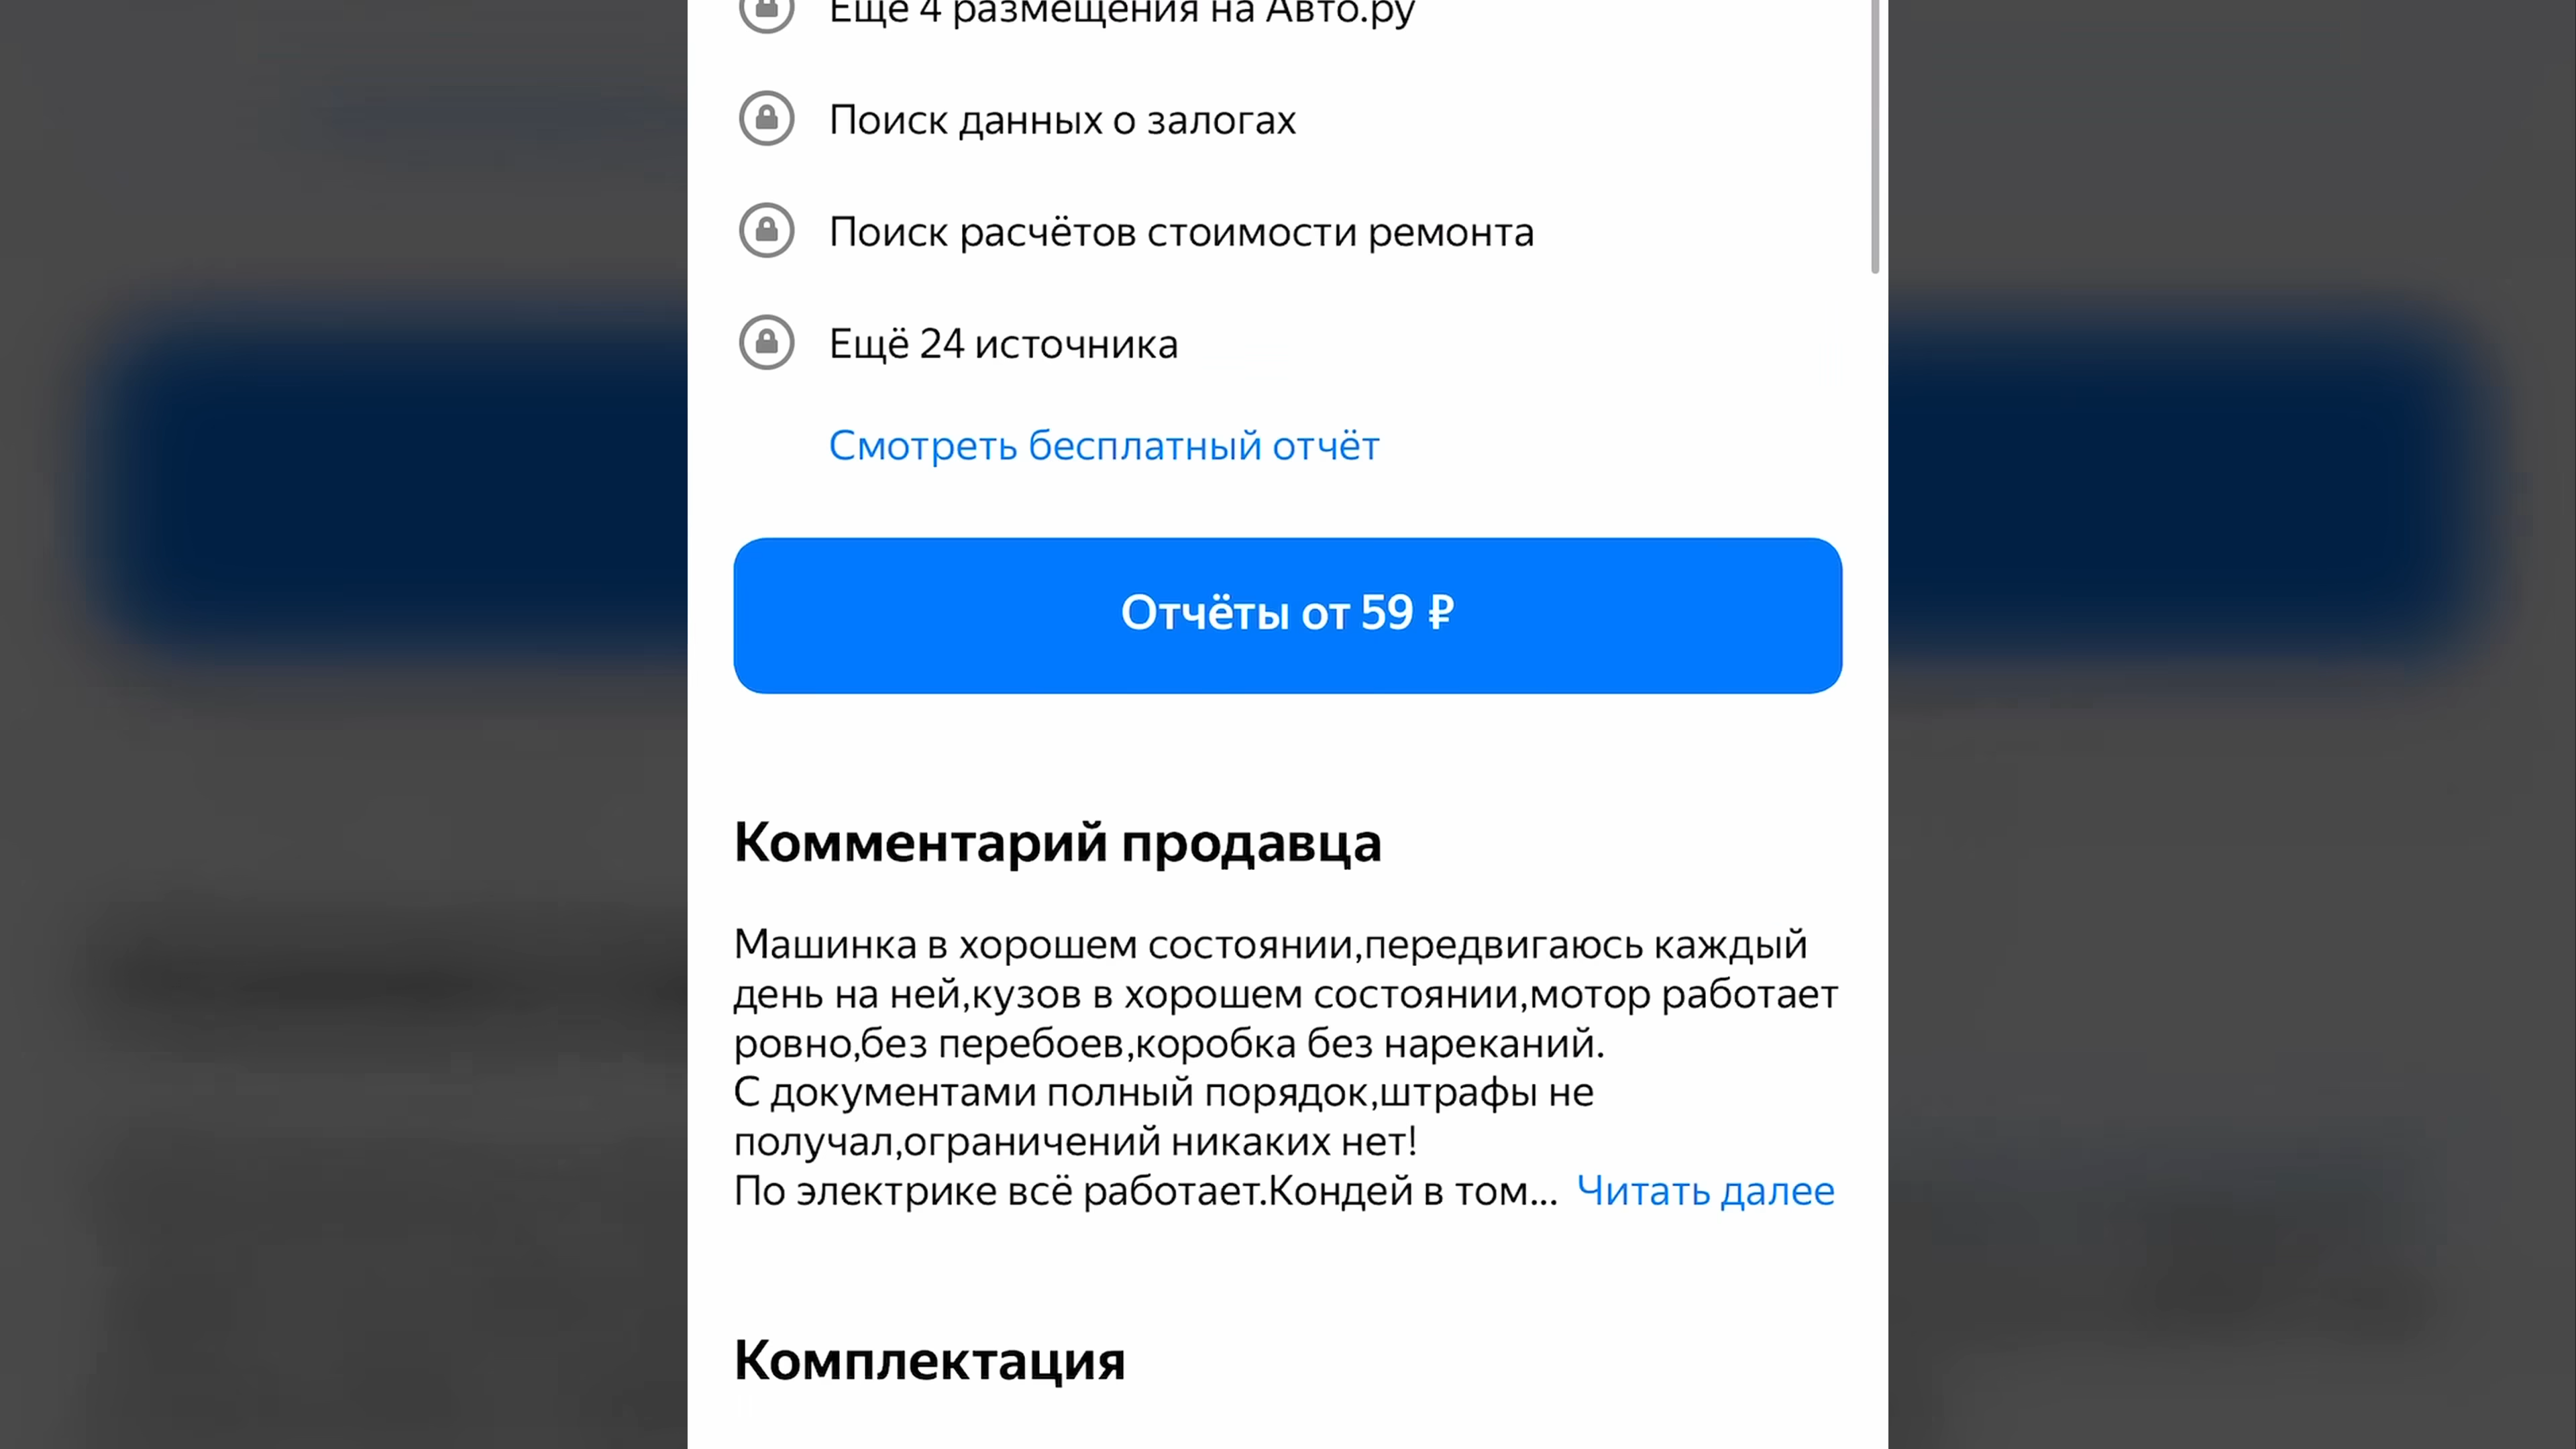 Ещё 4 размещения на Авто.ру
Поиск данных о залогах
Поиск расчётов стоимости ремонта
Ещё 24 источника
Смотреть бесплатный отчёт
Отчёты от 59 ₽
Комментарий продавца
Машинка в хорошем состоянии,передвигаюсь каждый
день на ней,кузов в хорошем состоянии,мотор работает
ровно,без перебоев,коробка без нареканий.
С документами полный порядок,штрафы не
получал,ограничений никаких нет!
По электрике всё работает.Кондей в том... Читать далее
Комплектация